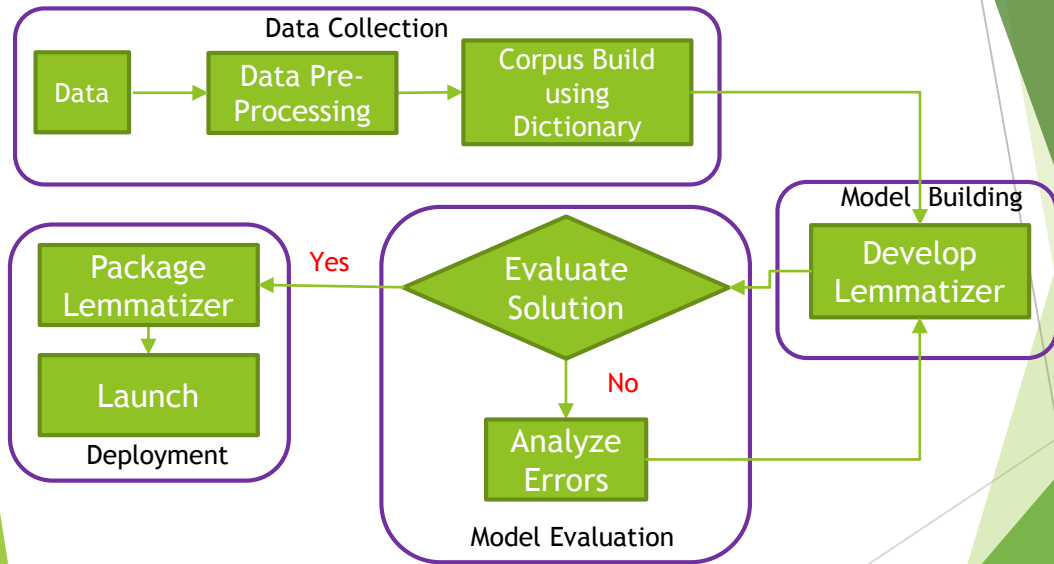 Data Collection
Data
Data Pre-
Processing
Corpus Build
using
Dictionary
Model Building
Develop
Lemmatizer
Evaluate
Solution
Yes
No
Package
Lemmatizer
Launch
Deployment
Analyze
Errors
Model Evaluation